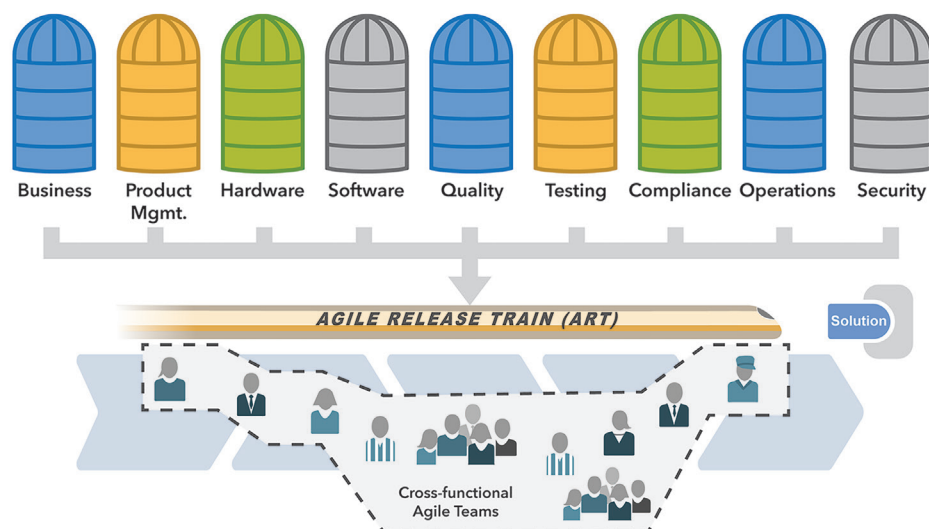 Business
Product
Mgmt.
Hardware
Software
Quality
Testing
Compliance
Operations
Security
AGILE RELEASE TRAIN (ART)
Solution
Cross-functional
Agile Teams